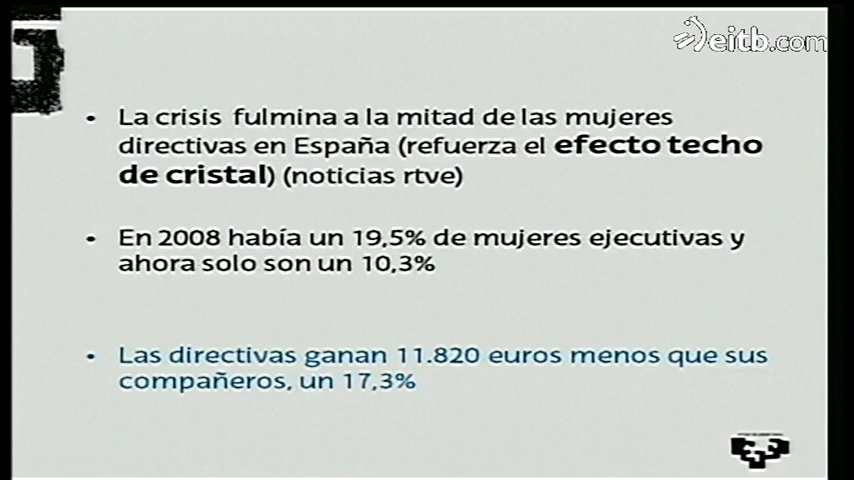 eitb.com
• La crisis fulmina a la mitad de las mujeres
directivas en España (refuerza el efecto techo
de cristal) (noticias rtve)
• En 2008 había un 19,5% de mujeres ejecutivas y
ahora solo son un 10,3%
• Las directivas ganan 11.820 euros menos que sus
compañeros, un 17,3%